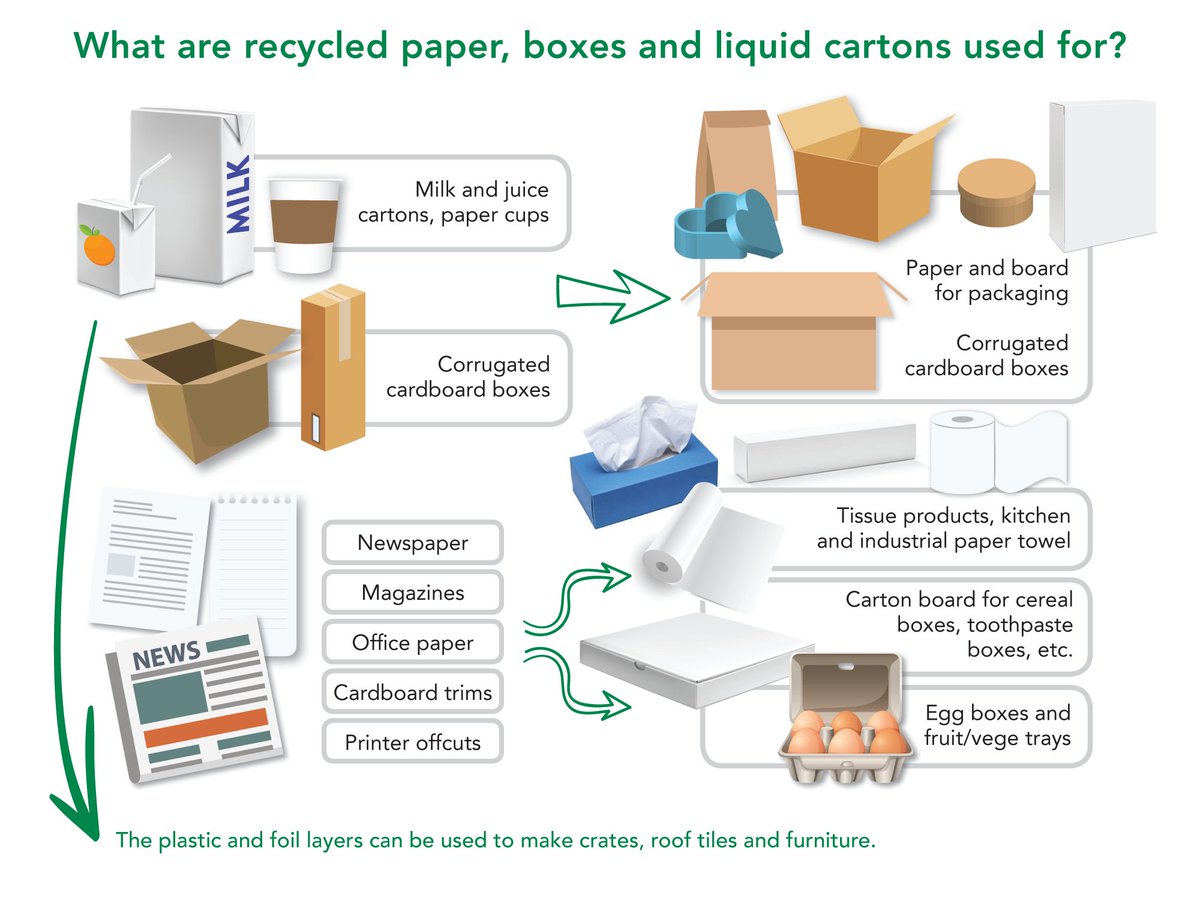 What are recycled paper, boxes and liquid cartons used for?
MILK
Milk and juice
cartons, paper cups
Corrugated
cardboard boxes
Paper and board
for packaging
Corrugated
cardboard boxes
NEWS
Newspaper
Magazines
Office paper
Cardboard trims
Printer offcuts
Tissue products, kitchen
and industrial paper towel
Carton board for cereal
boxes, toothpaste
boxes, etc.
Egg boxes and
fruit/vege trays
The plastic and foil layers can be used to make crates, roof tiles and furniture.